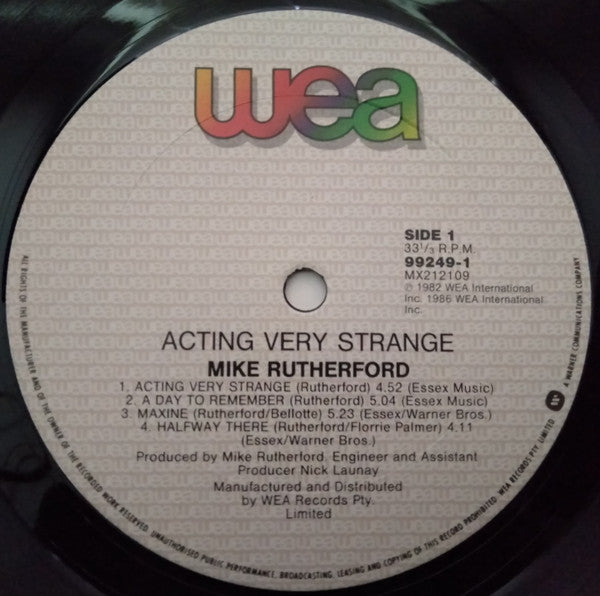 wea
SIDE 1
33⅓ R.P.M.
99249-1
MX212109
℗ 1982 WEA International
Inc. 1986 WEA International
Inc.
ACTING VERY STRANGE
MIKE RUTHERFORD
1. ACTING VERY STRANGE (Rutherford) 4.52 (Essex Music)
2. A DAY TO REMEMBER (Rutherford) 5.04 (Essex Music)
3. MAXINE (Rutherford/Bellotte) 5.23 (Essex/Warner Bros.)
4. HALFWAY THERE (Rutherford/Florrie Palmer) 4.11
(Essex/Warner Bros.)
Produced by Mike Rutherford. Engineer and Assistant
Producer Nick Launay
Manufactured and Distributed
by WEA Records Pty.
Limited
ALL RIGHTS OF THE MANUFACTURER AND OF THE OWNER OF THE RECORDED WORK RESERVED. UNAUTHORISED PUBLIC PERFORMANCE, BROADCASTING, LEASING AND COPYING OF THIS RECORD PROHIBITED. WEA RECORDS PTY. LIMITED
A WARNER COMMUNICATIONS COMPANY